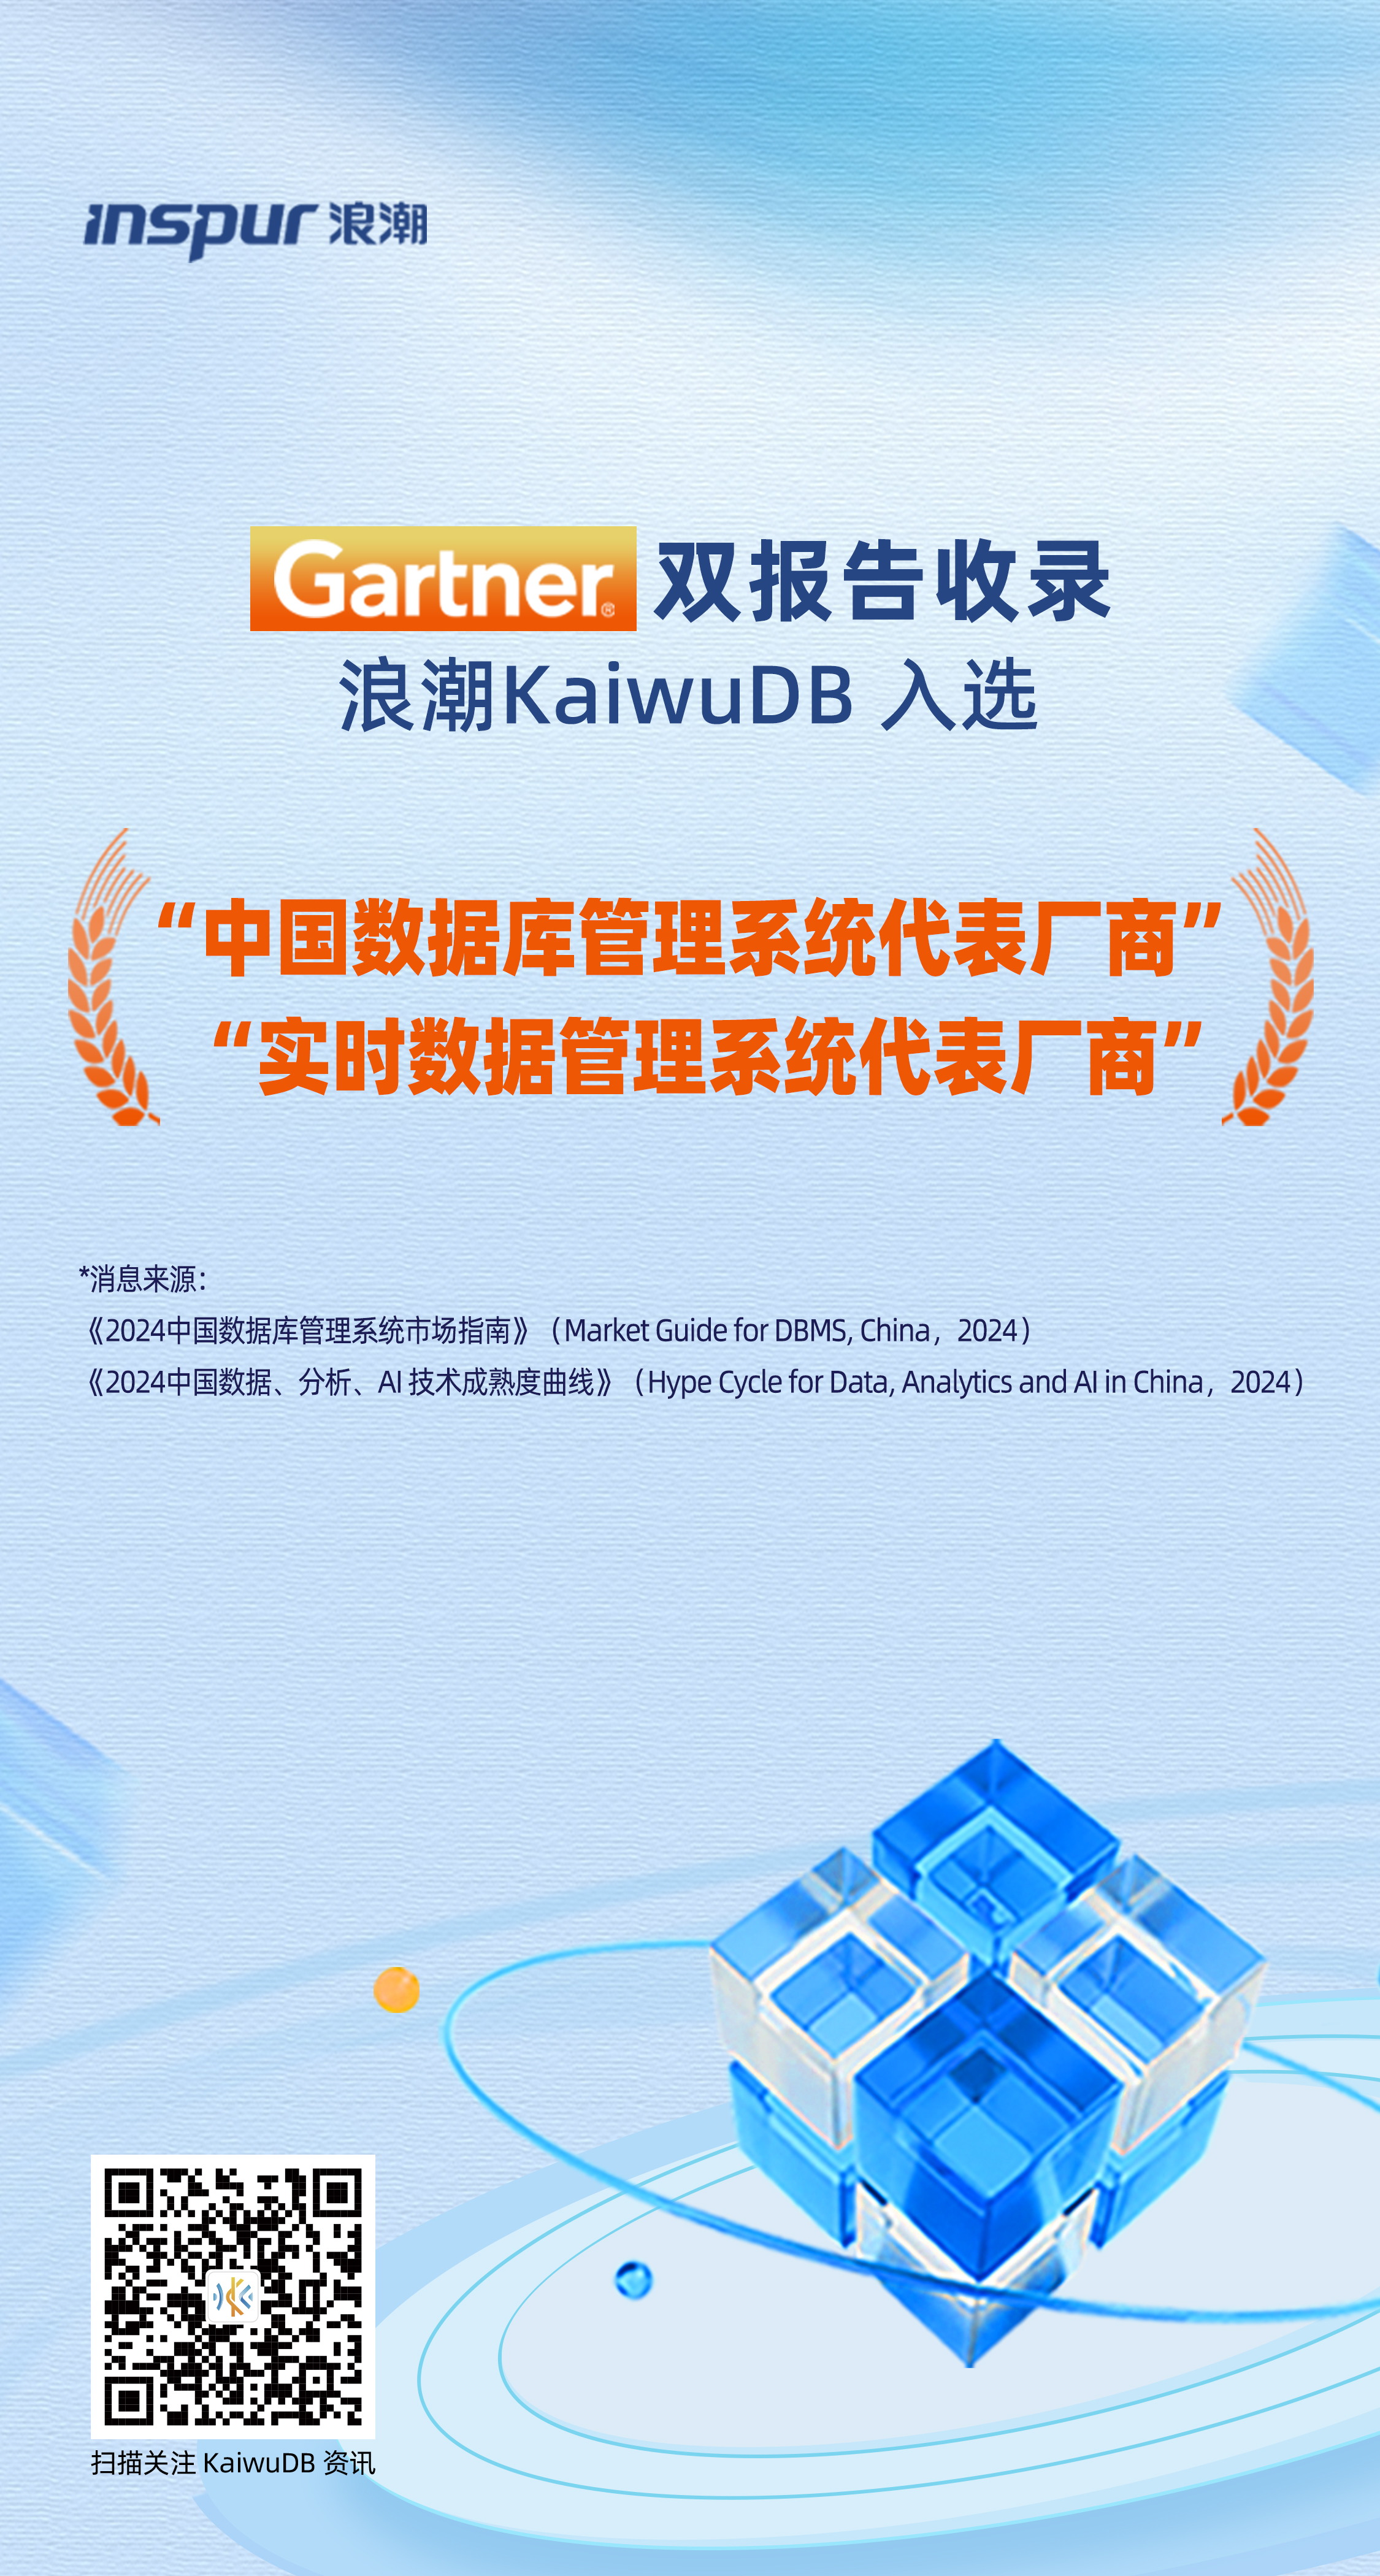 inspur 浪潮
Gartner® 双报告收录
浪潮KaiwuDB 入选
“中国数据库管理系统代表厂商”
“实时数据管理系统代表厂商”
*消息来源：
《2024中国数据库管理系统市场指南》（Market Guide for DBMS, China，2024）
《2024中国数据、分析、AI 技术成熟度曲线》（Hype Cycle for Data, Analytics and AI in China，2024）
扫描关注 KaiwuDB 资讯